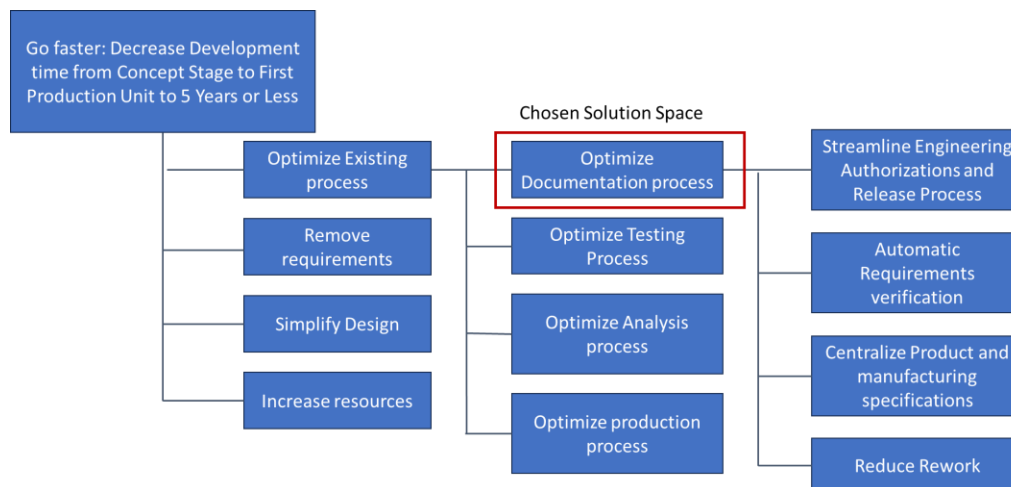 Go faster: Decrease Development
time from Concept Stage to First
Production Unit to 5 Years or Less
Chosen Solution Space
Optimize Existing
process
Optimize
Documentation process
Streamline Engineering
Authorizations and
Release Process
Remove
requirements
Optimize Testing
Process
Automatic
Requirements
verification
Simplify Design
Optimize Analysis
process
Centralize Product and
manufacturing
specifications
Increase resources
Optimize production
process
Reduce Rework